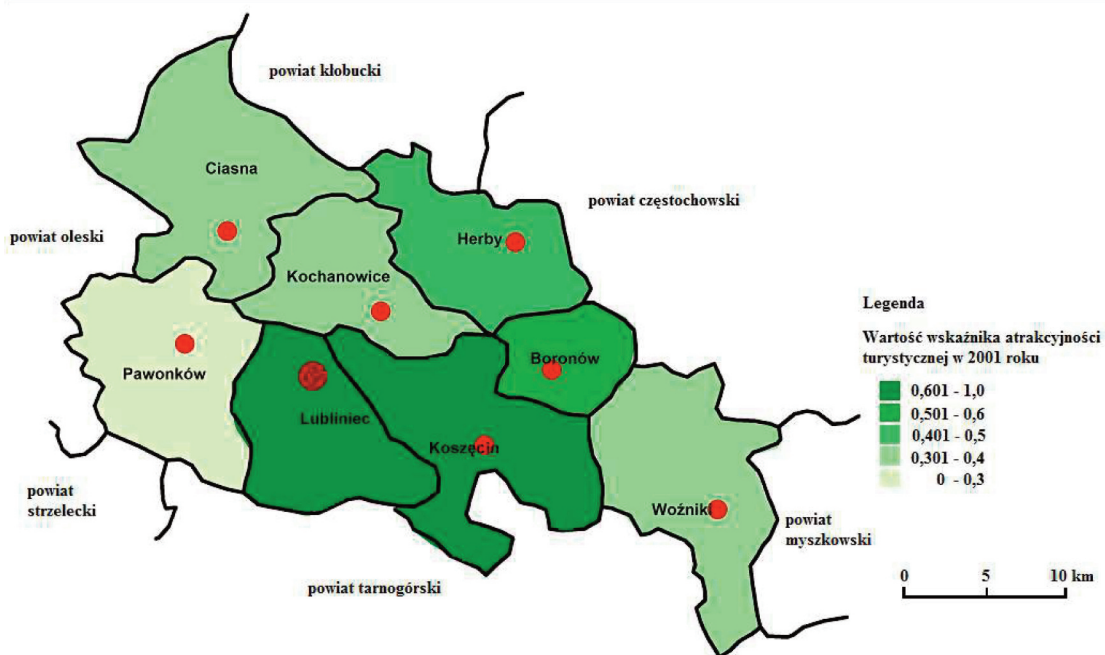 powiat kłobucki
Ciasna
powiat częstochowski
powiat oleski
Herby
Kochanowice
Legenda
Wartość wskaźnika atrakcyjności
turystycznej w 2001 roku
Boronów
Pawonków
0,601 - 1,0
0,501 - 0,6
0,401 - 0,5
0,301 - 0,4
0 - 0,3
Lubliniec
Koszęcin
powiat
strzelecki
Woźniki
powiat
myszkowski
powiat tarnogórski
0 5 10 km